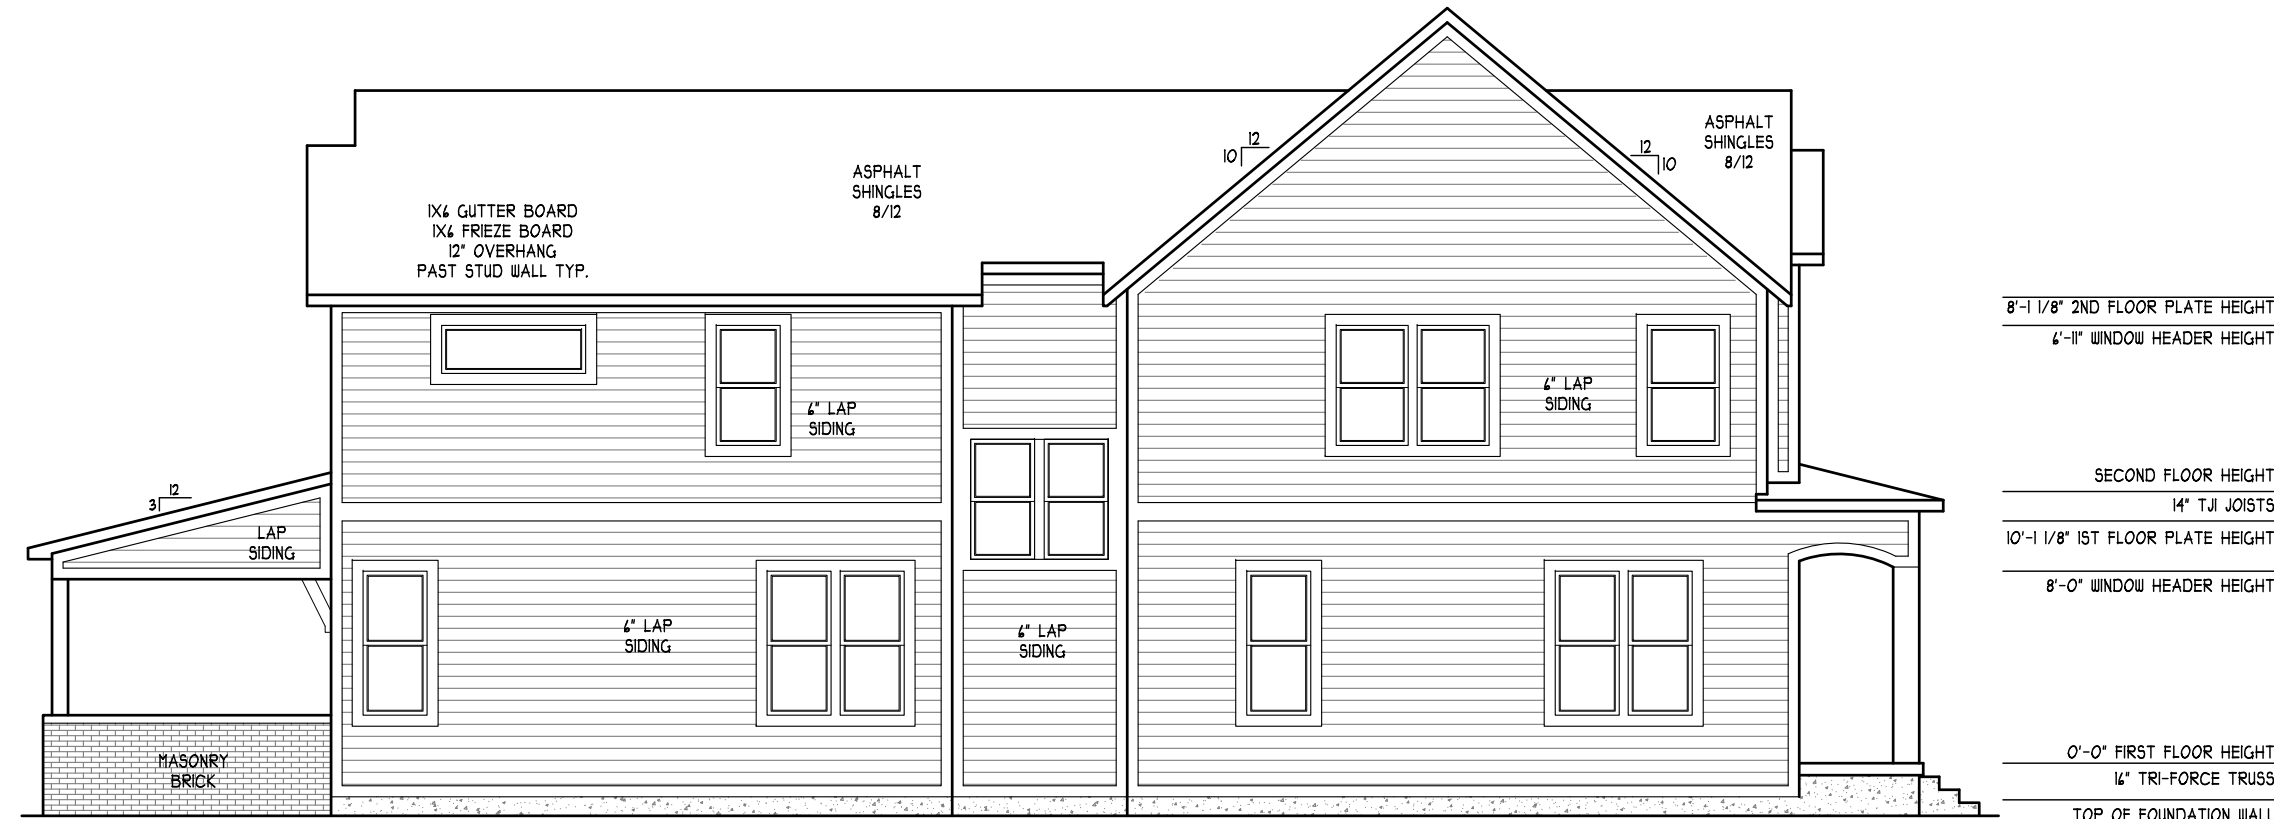 12
10
12
10
ASPHALT
SHINGLES
8/12
ASPHALT
SHINGLES
8/12
1X6 GUTTER BOARD
1X6 FRIEZE BOARD
12" OVERHANG
PAST STUD WALL TYP.
8'-1 1/8" 2ND FLOOR PLATE HEIGHT
6'-11" WINDOW HEADER HEIGHT
6" LAP
SIDING
6" LAP
SIDING
SECOND FLOOR HEIGHT
12
3
14" TJI JOISTS
LAP
SIDING
10'-1 1/8" 1ST FLOOR PLATE HEIGHT
8'-0" WINDOW HEADER HEIGHT
6" LAP
SIDING
6" LAP
SIDING
0'-0" FIRST FLOOR HEIGHT
MASONRY
BRICK
16" TRI-FORCE TRUSS
TOP OF FOUNDATION WALL